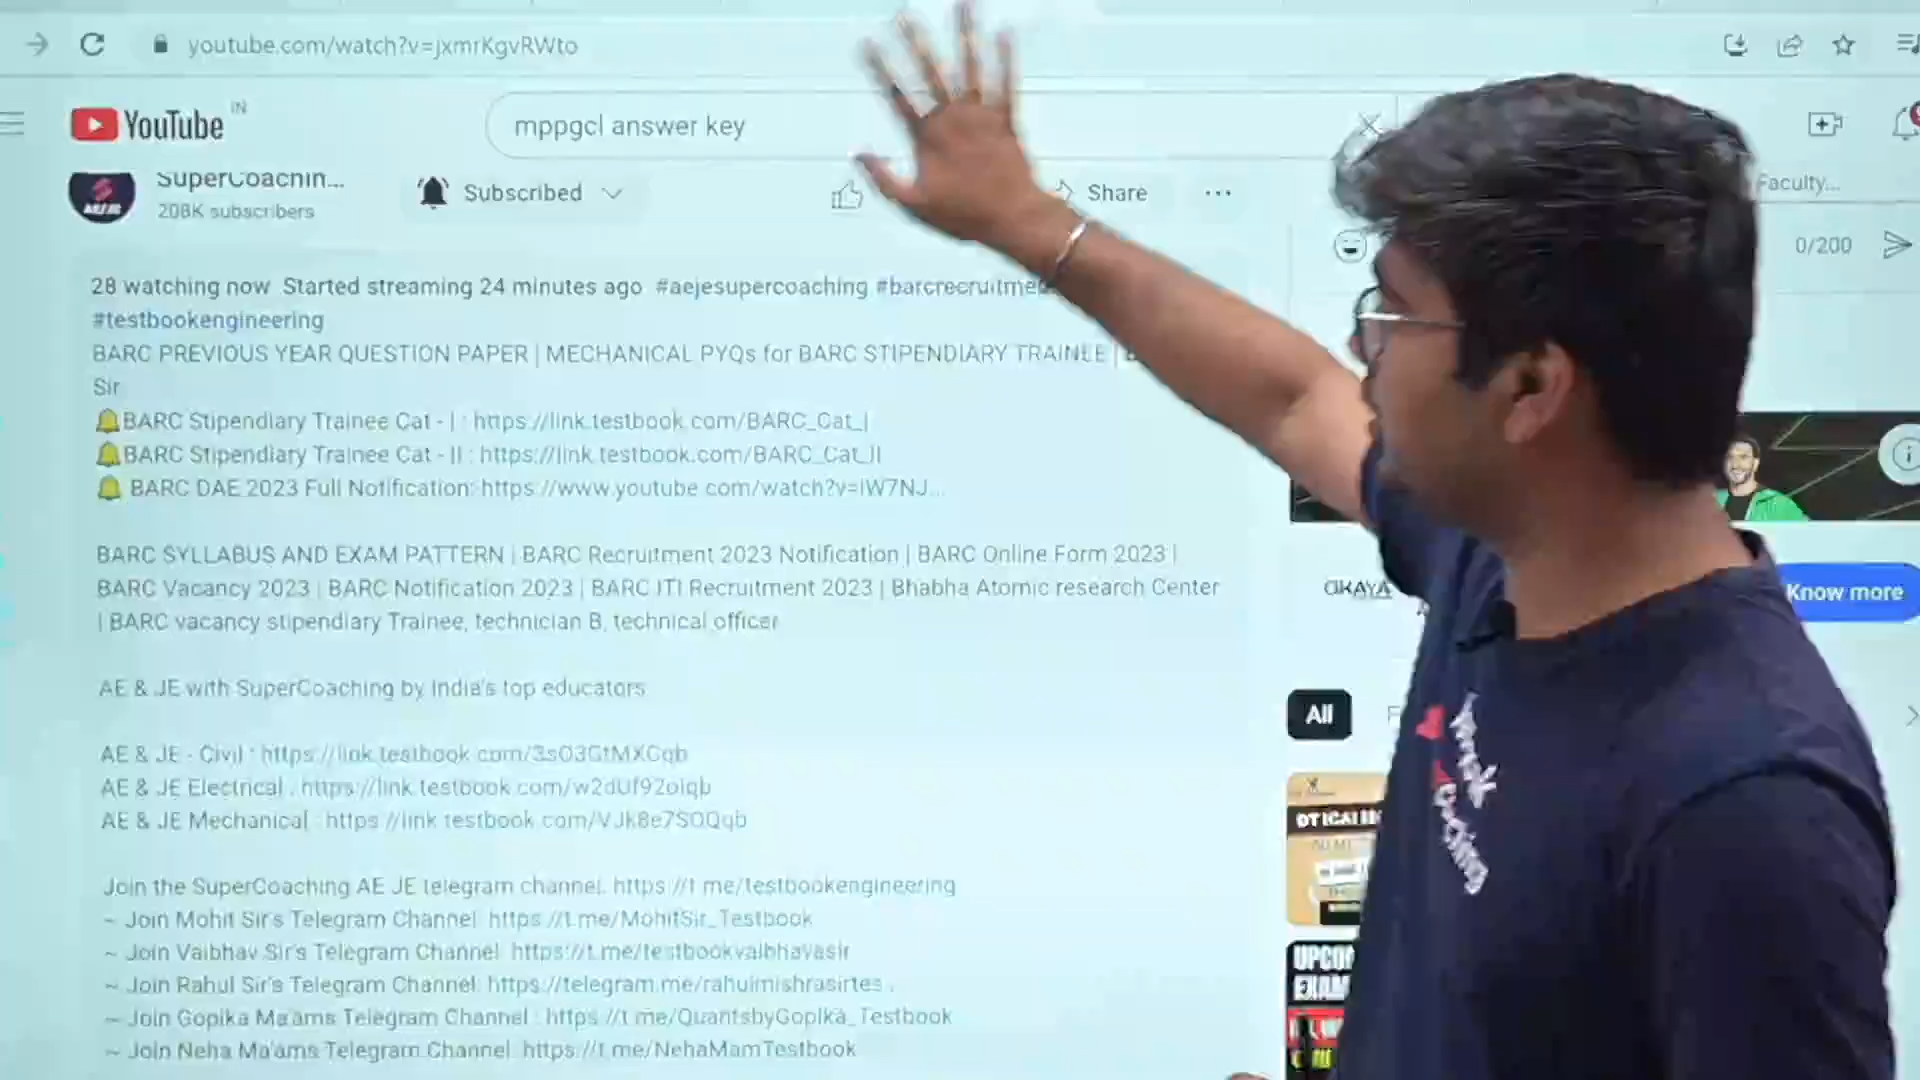 youtube.com/watch?v=jxmrKgvRWto
YouTube IN
mppgcl answer key
SuperCoachin...
208K subscribers
Subscribed
Share
Faculty...
0/200
28 watching now Started streaming 24 minutes ago #aejesupercoaching
#testbookengineering
BARC PREVIOUS YEAR QUESTION PAPER | MECHANICAL PYQs for BARC STIPENDIARY TRAINEE |
Sir
BARC Stipendiary Trainee Cat - | : https://link.testbook.com/BARC_Cat_I
BARC Stipendiary Trainee Cat - II : https://link.testbook.com/BARC_Cat_II
BARC DAE 2023 Full Notification: https://www.youtube.com/watch?v=iW7NJ...
BARC SYLLABUS AND EXAM PATTERN | BARC Recruitment 2023 Notification | BARC Online Form 2023 |
BARC Vacancy 2023 | BARC Notification 2023 | BARC ITI Recruitment 2023 | Bhabha Atomic research Center
| BARC vacancy stipendiary Trainee, technician B, technical officer
OKAYA
Know more
AE & JE with SuperCoaching by India's top educators
All
AE & JE - Civil : https://link.testbook.com/3sO3GtMXCqb
AE & JE Electrical : https://link.testbook.com/w2dUf92olqb
AE & JE Mechanical : https://link.testbook.com/VJk8e7SOQqb
Join the SuperCoaching AE JE telegram channel: https://t.me/testbookengineering
~ Join Mohit Sir's Telegram Channel: https://t.me/MohitSir_Testbook
~ Join Vaibhav Sir's Telegram Channel: https://t.me/testbookvaibhavasir
~ Join Rahul Sir's Telegram Channel: https://telegram.me/rahulmishrasirtes...
~ Join Gopika Ma'ams Telegram Channel : https://t.me/QuantsbyGopika_Testbook
~ Join Neha Ma'ams Telegram Channel: https://t.me/NehaMamTestbook